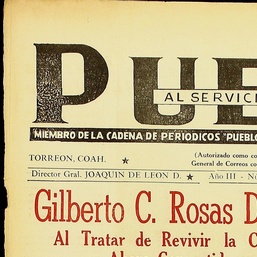 PUE
AL SERVICI
MIEMBRO DE LA CADENA DE PERIODICOS "PUEBLO
TORREON, COAH. ★ (Autorizado como co
General de Correos co
Director Gral. JOAQUIN DE LEON D. ★ Año III - Nú
Gilberto C. Rosas D
Al Tratar de Revivir la C